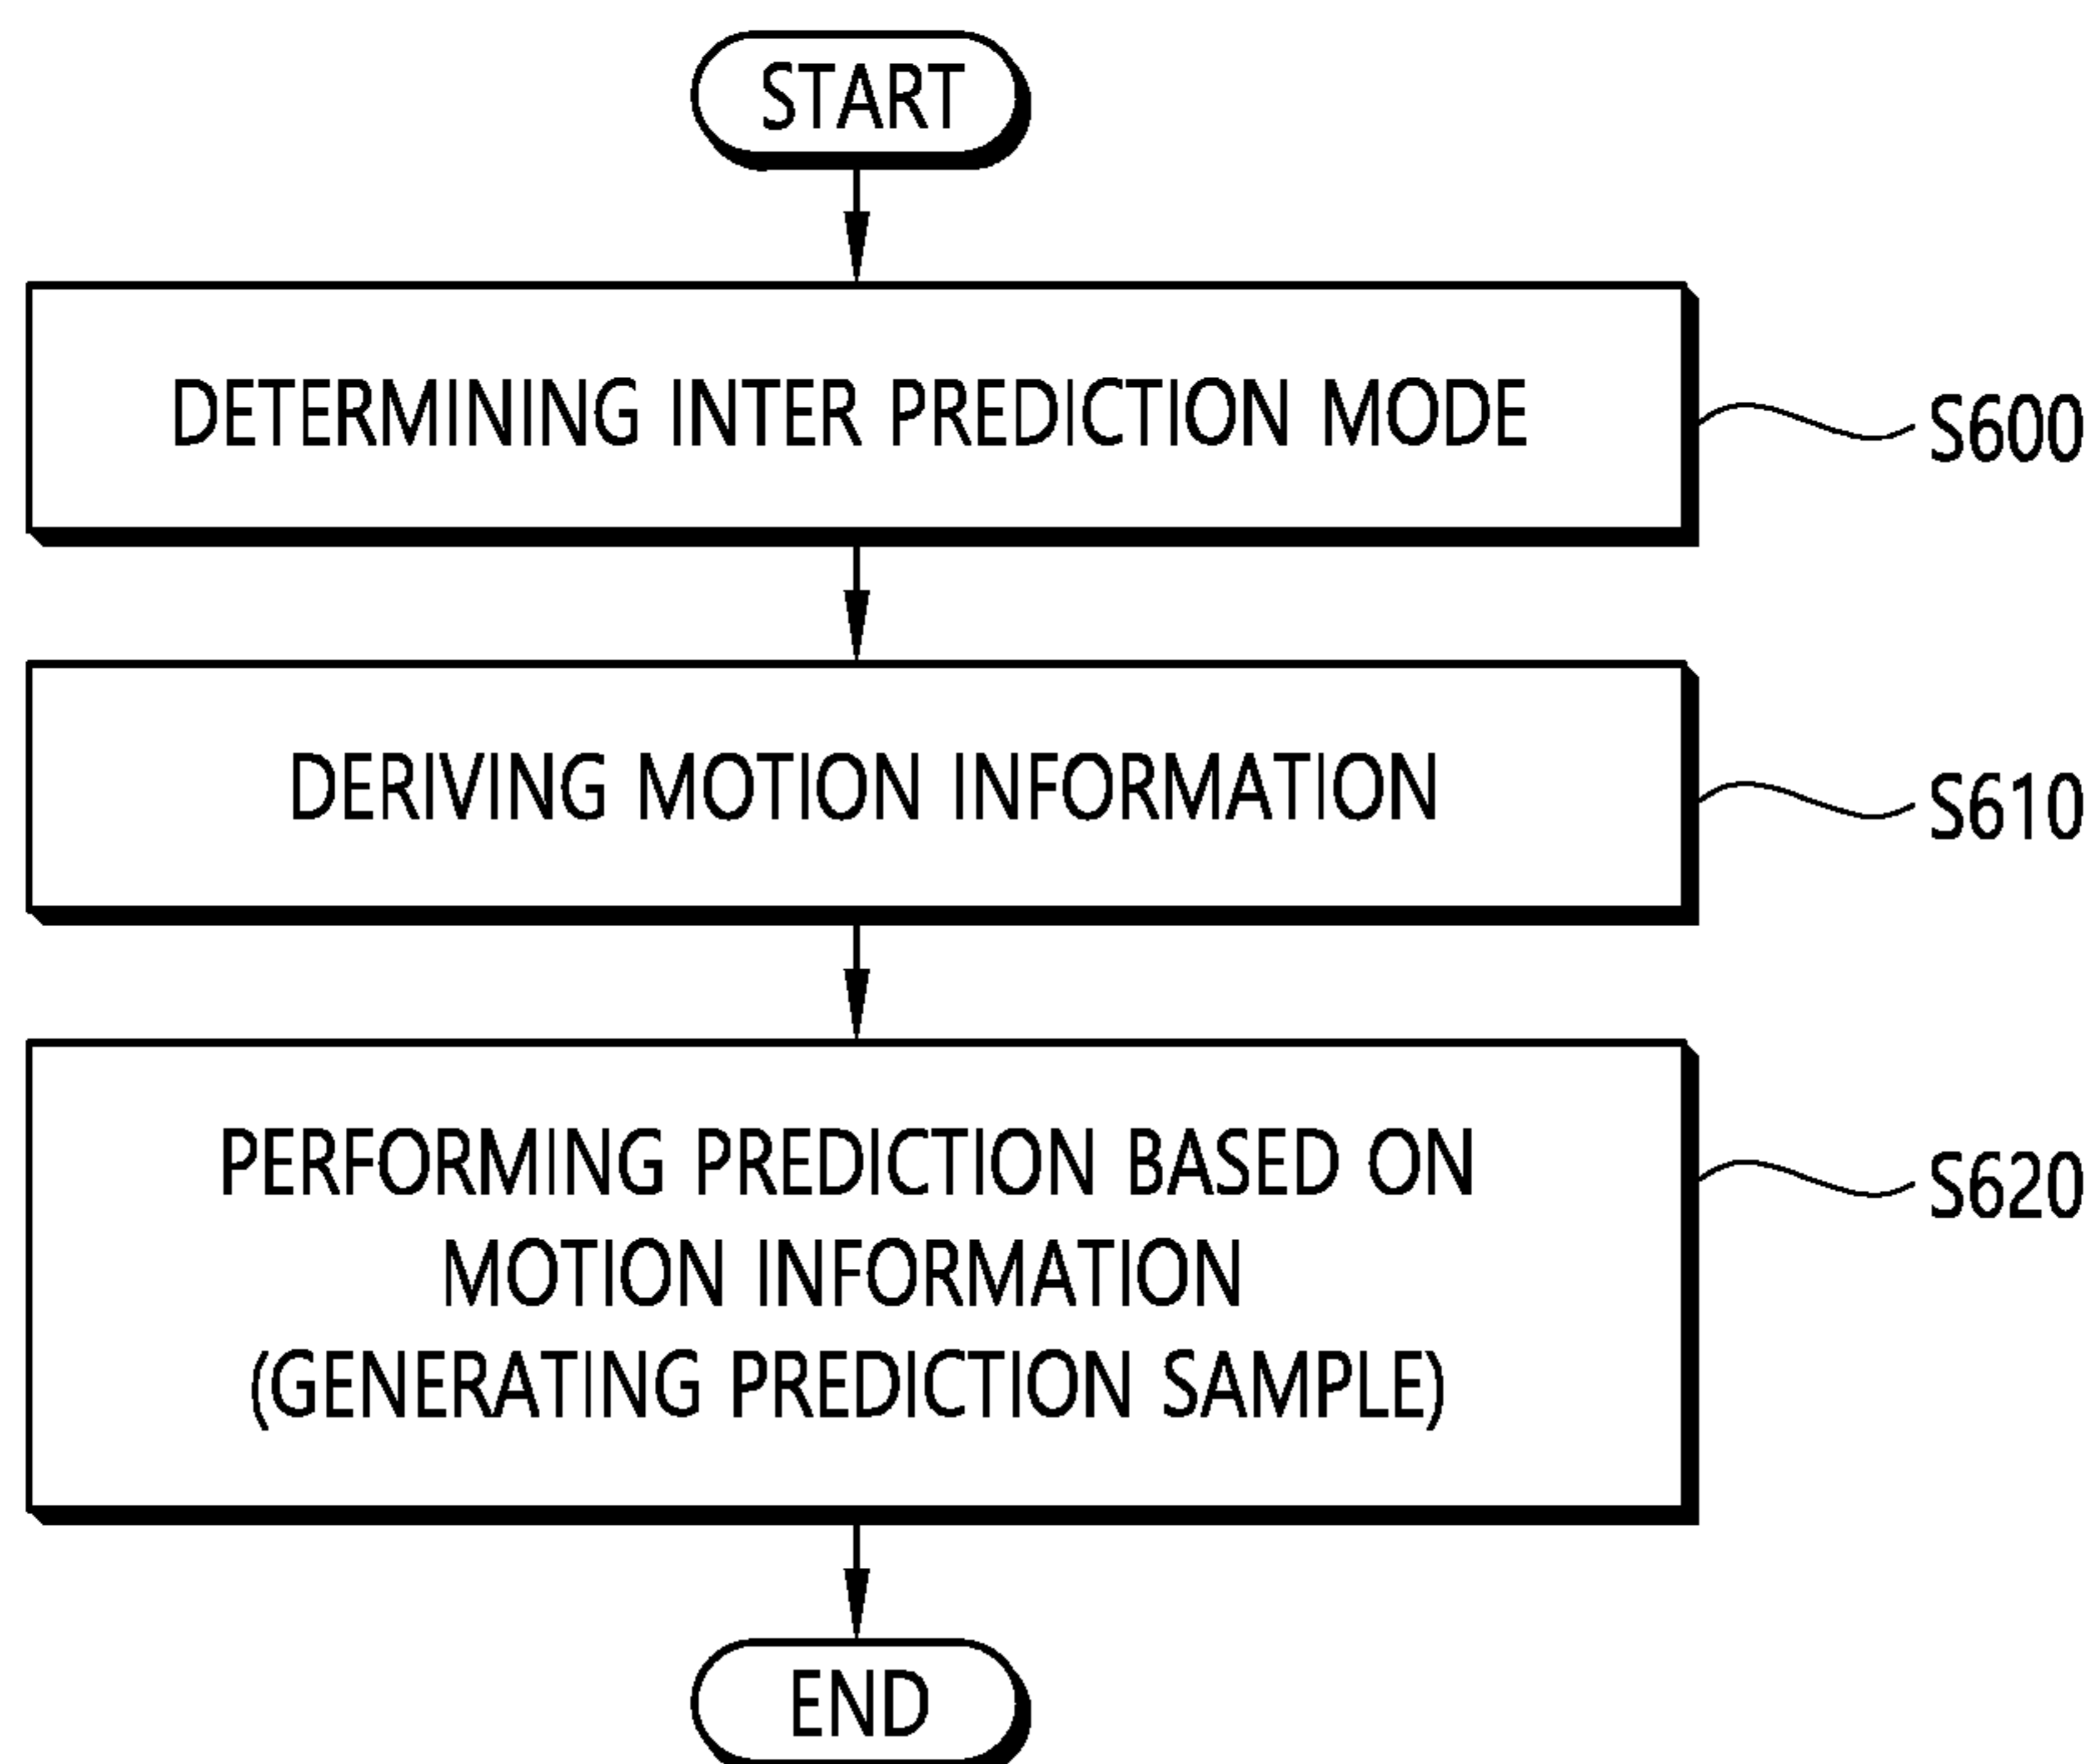 START
DETERMINING INTER PREDICTION MODE
S600
DERIVING MOTION INFORMATION
S610
PERFORMING PREDICTION BASED ON
MOTION INFORMATION
(GENERATING PREDICTION SAMPLE)
S620
END